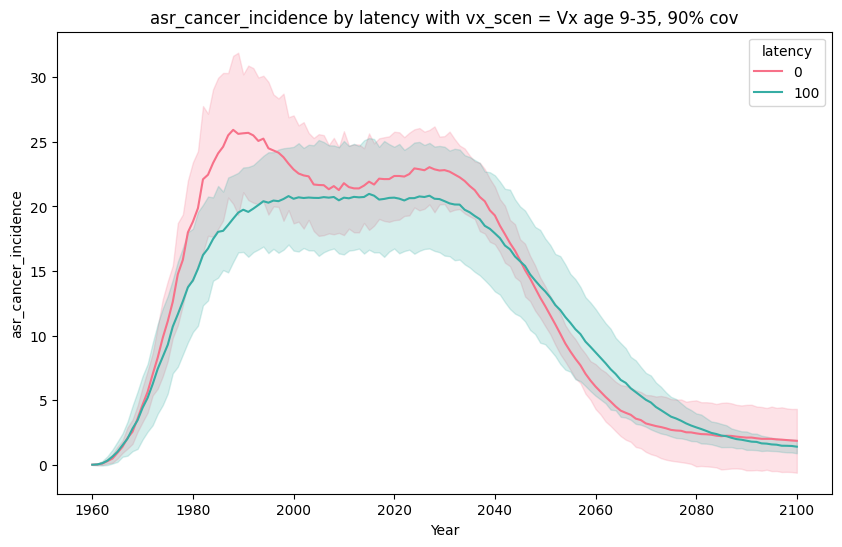 asr_cancer_incidence by latency with vx_scen = Vx age 9-35, 90% cov
latency
0
100
asr_cancer_incidence
30
25
20
15
10
5
0
1960 1980 2000 2020 2040 2060 2080 2100
Year